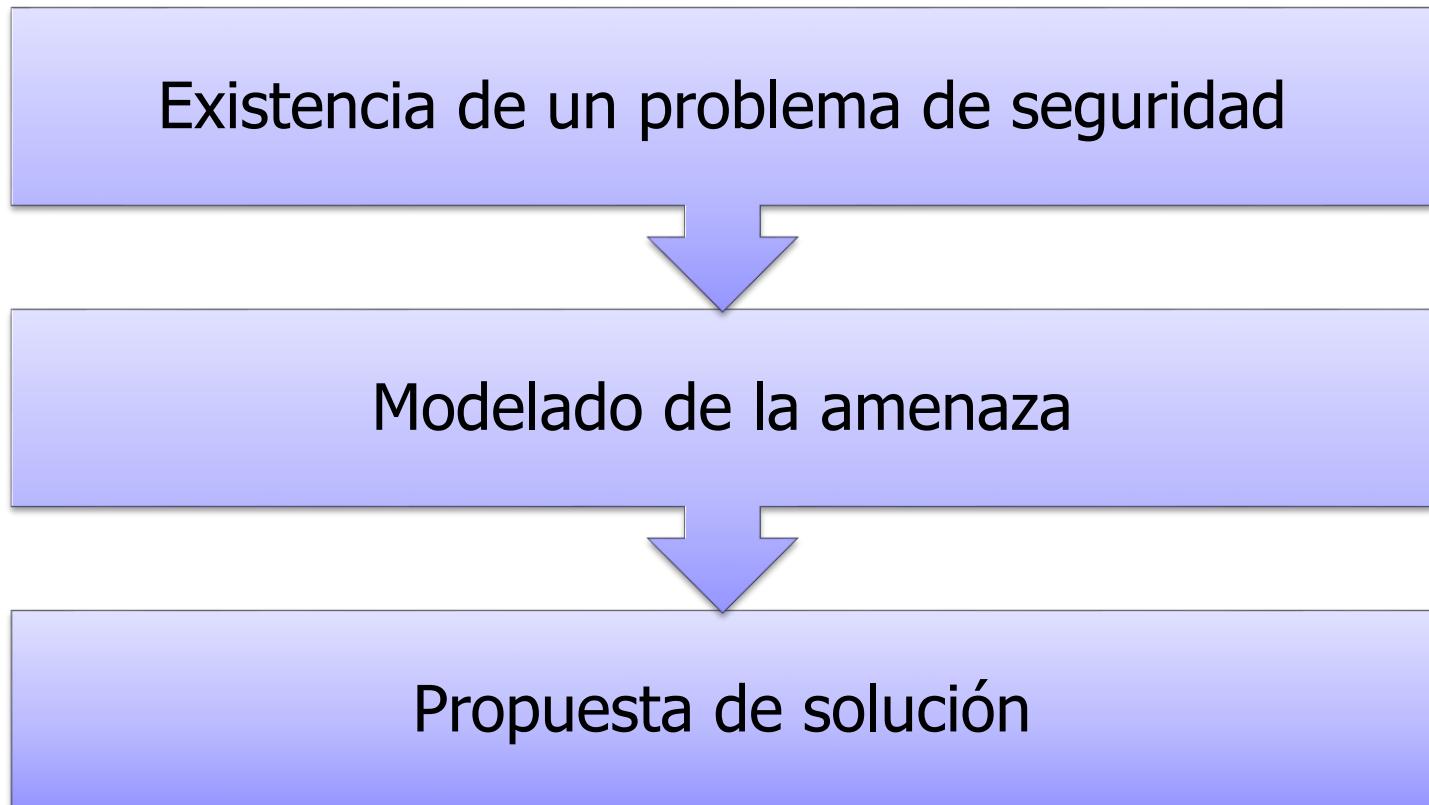 Existencia de un problema de seguridad
Modelado de la amenaza
Propuesta de solución